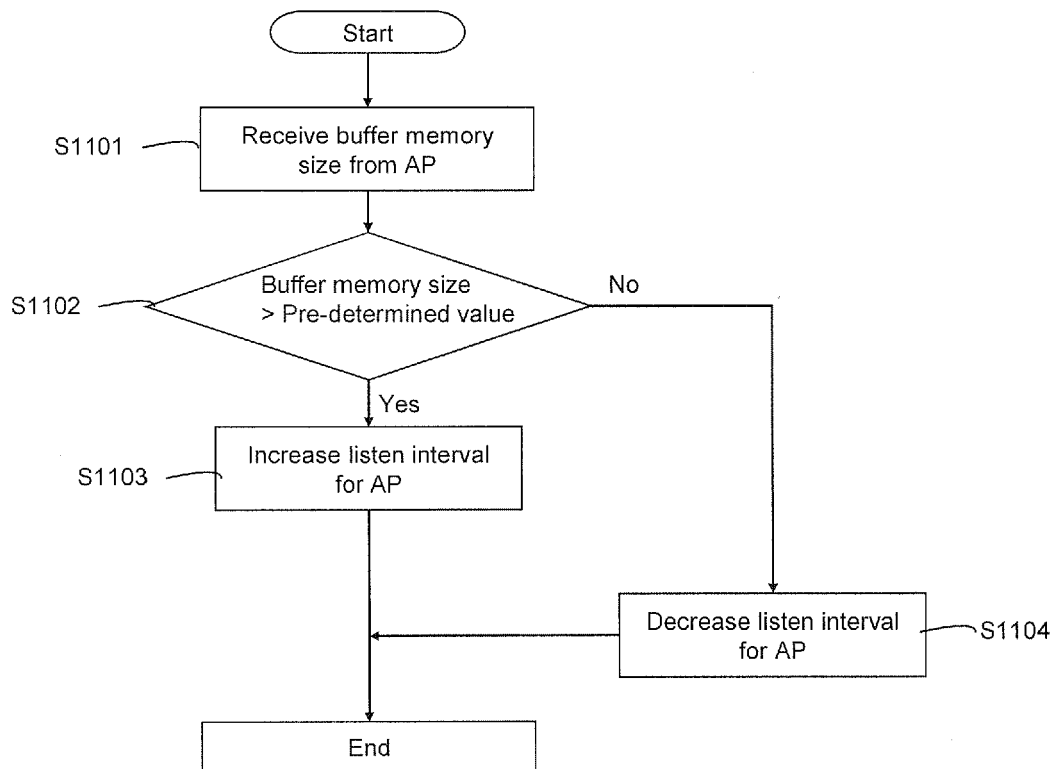 Start
S1101
Receive buffer memory
size from AP
S1102
Buffer memory size
> Pre-determined value
No
Yes
S1103
Increase listen interval
for AP
Decrease listen interval
for AP
S1104
End